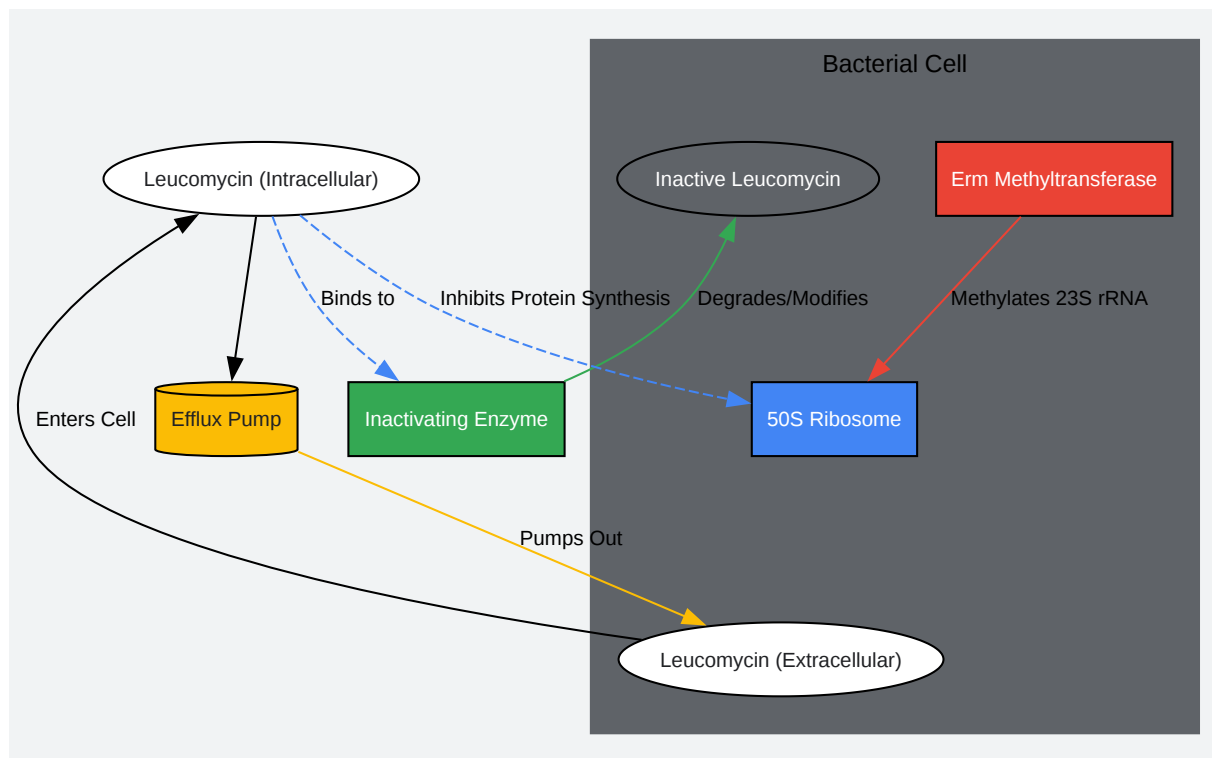 Bacterial Cell
Leucomycin (Intracellular)
Inactive Leucomycin
Erm Methyltransferase
Binds to
Inhibits Protein Synthesis
Degrades/Modifies
Methylates 23S rRNA
Enters Cell
Efflux Pump
Inactivating Enzyme
50S Ribosome
Pumps Out
Leucomycin (Extracellular)